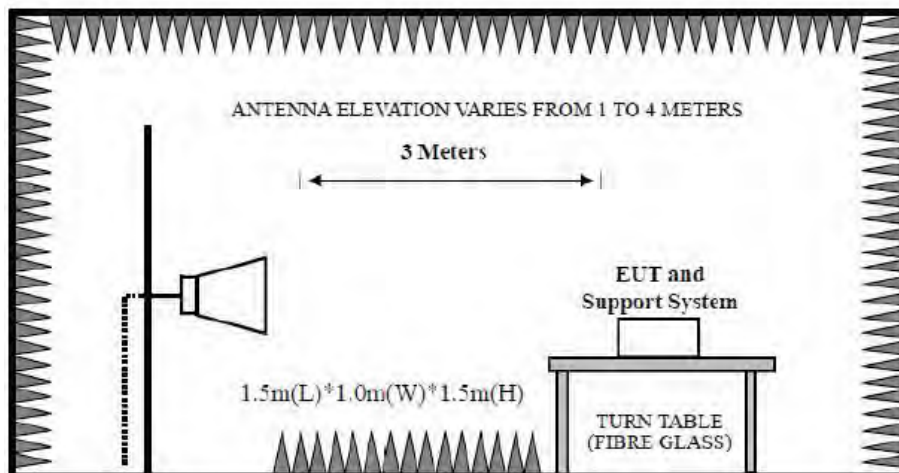 ANTENNA ELEVATION VARIES FROM 1 TO 4 METERS
3 Meters
EUT and
Support System
1.5m(L)*1.0m(W)*1.5m(H)
TURN TABLE
(FIBRE GLASS)